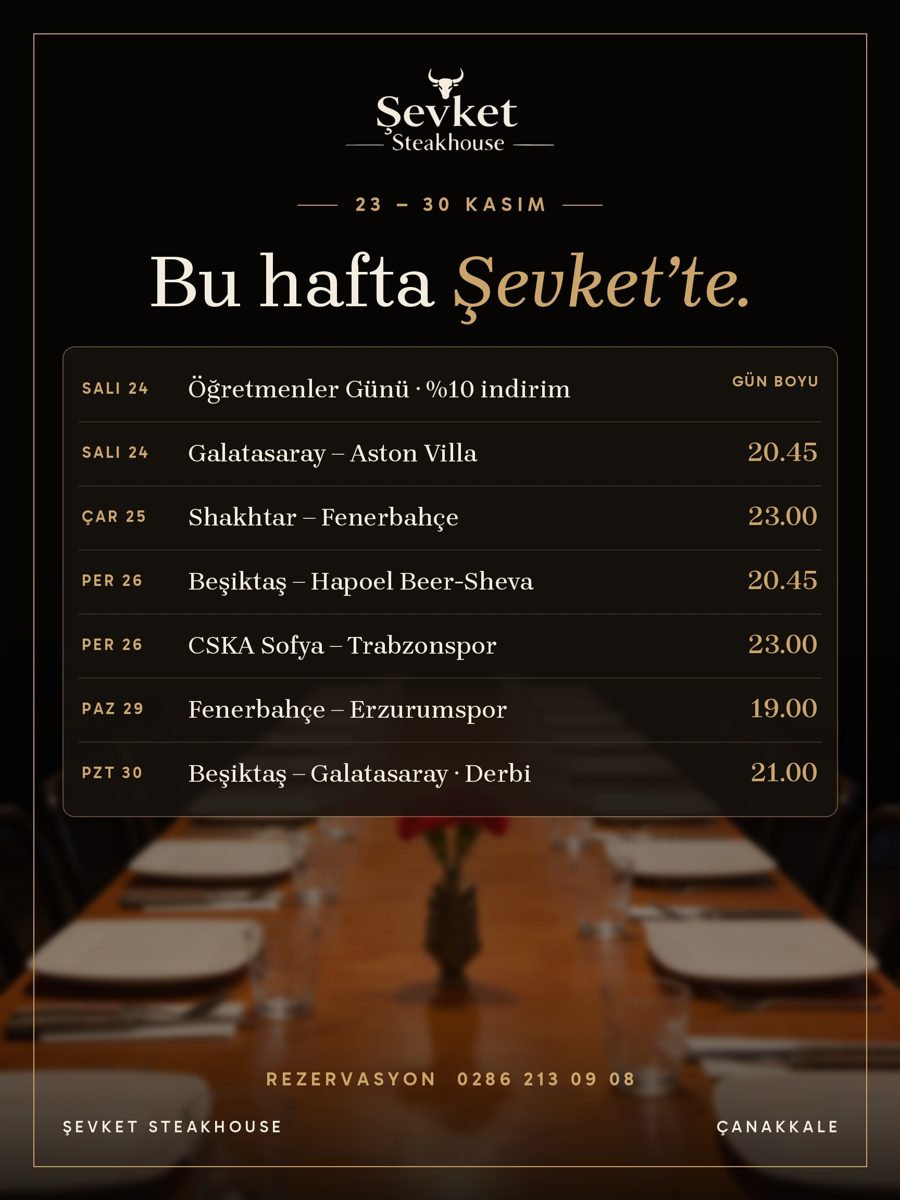 Şevket
Steakhouse
23 – 30 KASIM
Bu hafta Şevket’te.
SALI 24 Öğretmenler Günü · %10 indirim GÜN BOYU
SALI 24 Galatasaray – Aston Villa 20.45
ÇAR 25 Shakhtar – Fenerbahçe 23.00
PER 26 Beşiktaş – Hapoel Beer-Sheva 20.45
PER 26 CSKA Sofya – Trabzonspor 23.00
PAZ 29 Fenerbahçe – Erzurumspor 19.00
PZT 30 Beşiktaş – Galatasaray · Derbi 21.00
REZERVASYON 0286 213 09 08
ŞEVKET STEAKHOUSE ÇANAKKALE